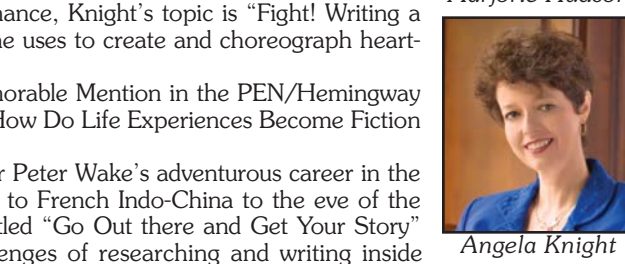 mance, Knight's topic is “Fight! Writing a
he uses to create and choreograph heart-
norable Mention in the PEN/Hemingway
How Do Life Experiences Become Fiction
r Peter Wake's adventurous career in the
to French Indo-China to the eve of the
tled “Go Out there and Get Your Story”
enges of researching and writing inside
Angela Knight